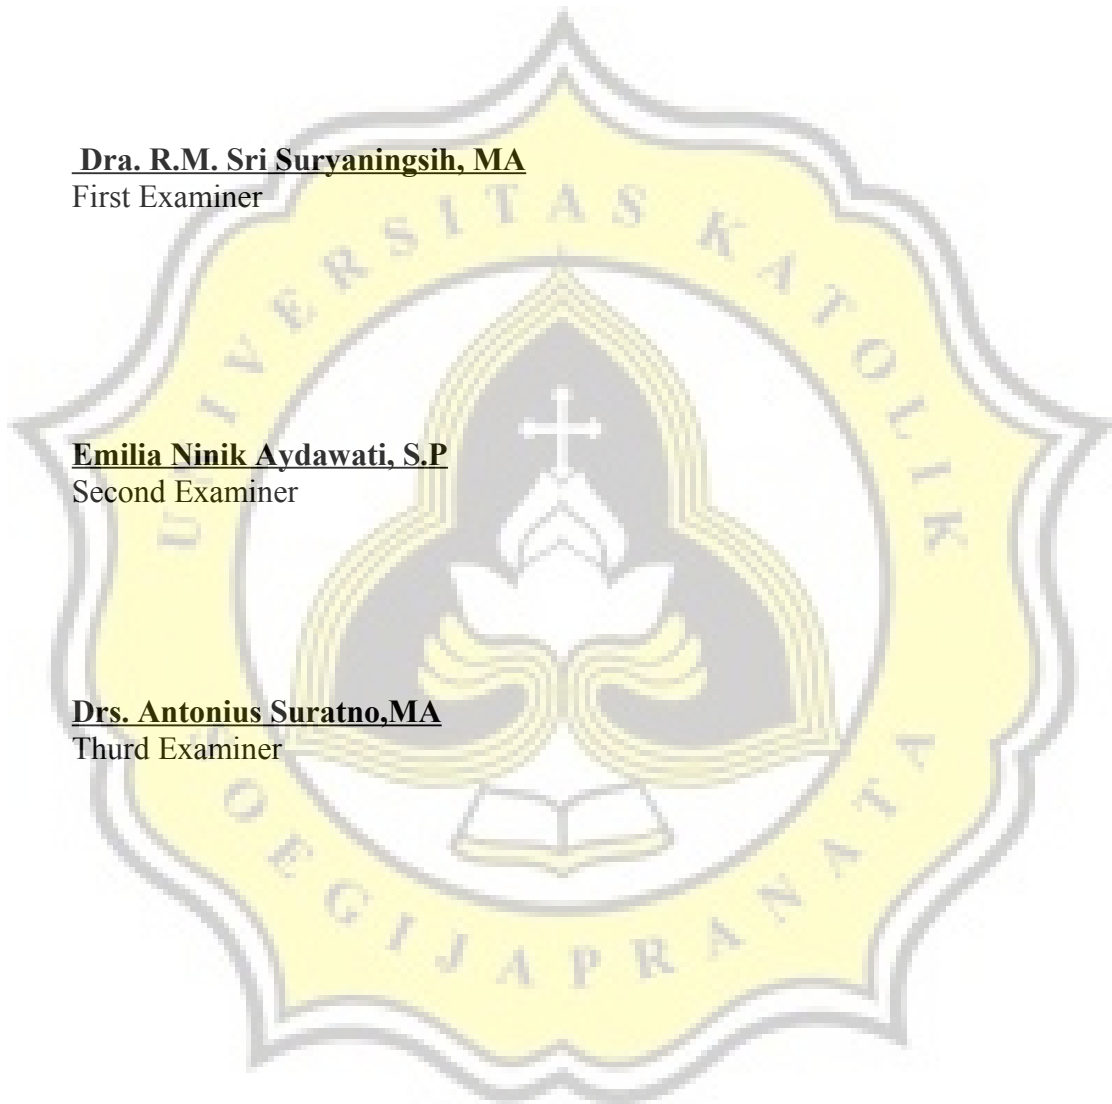 Dra. R.M. Sri Suryaningsih, MA
First Examiner
Emilia Ninik Aydawati, S.P
Second Examiner
Drs. Antonius Suratno,MA
Thurd Examiner
UNIVERSITAS KATOLIK
SOEGIJAPRANATA